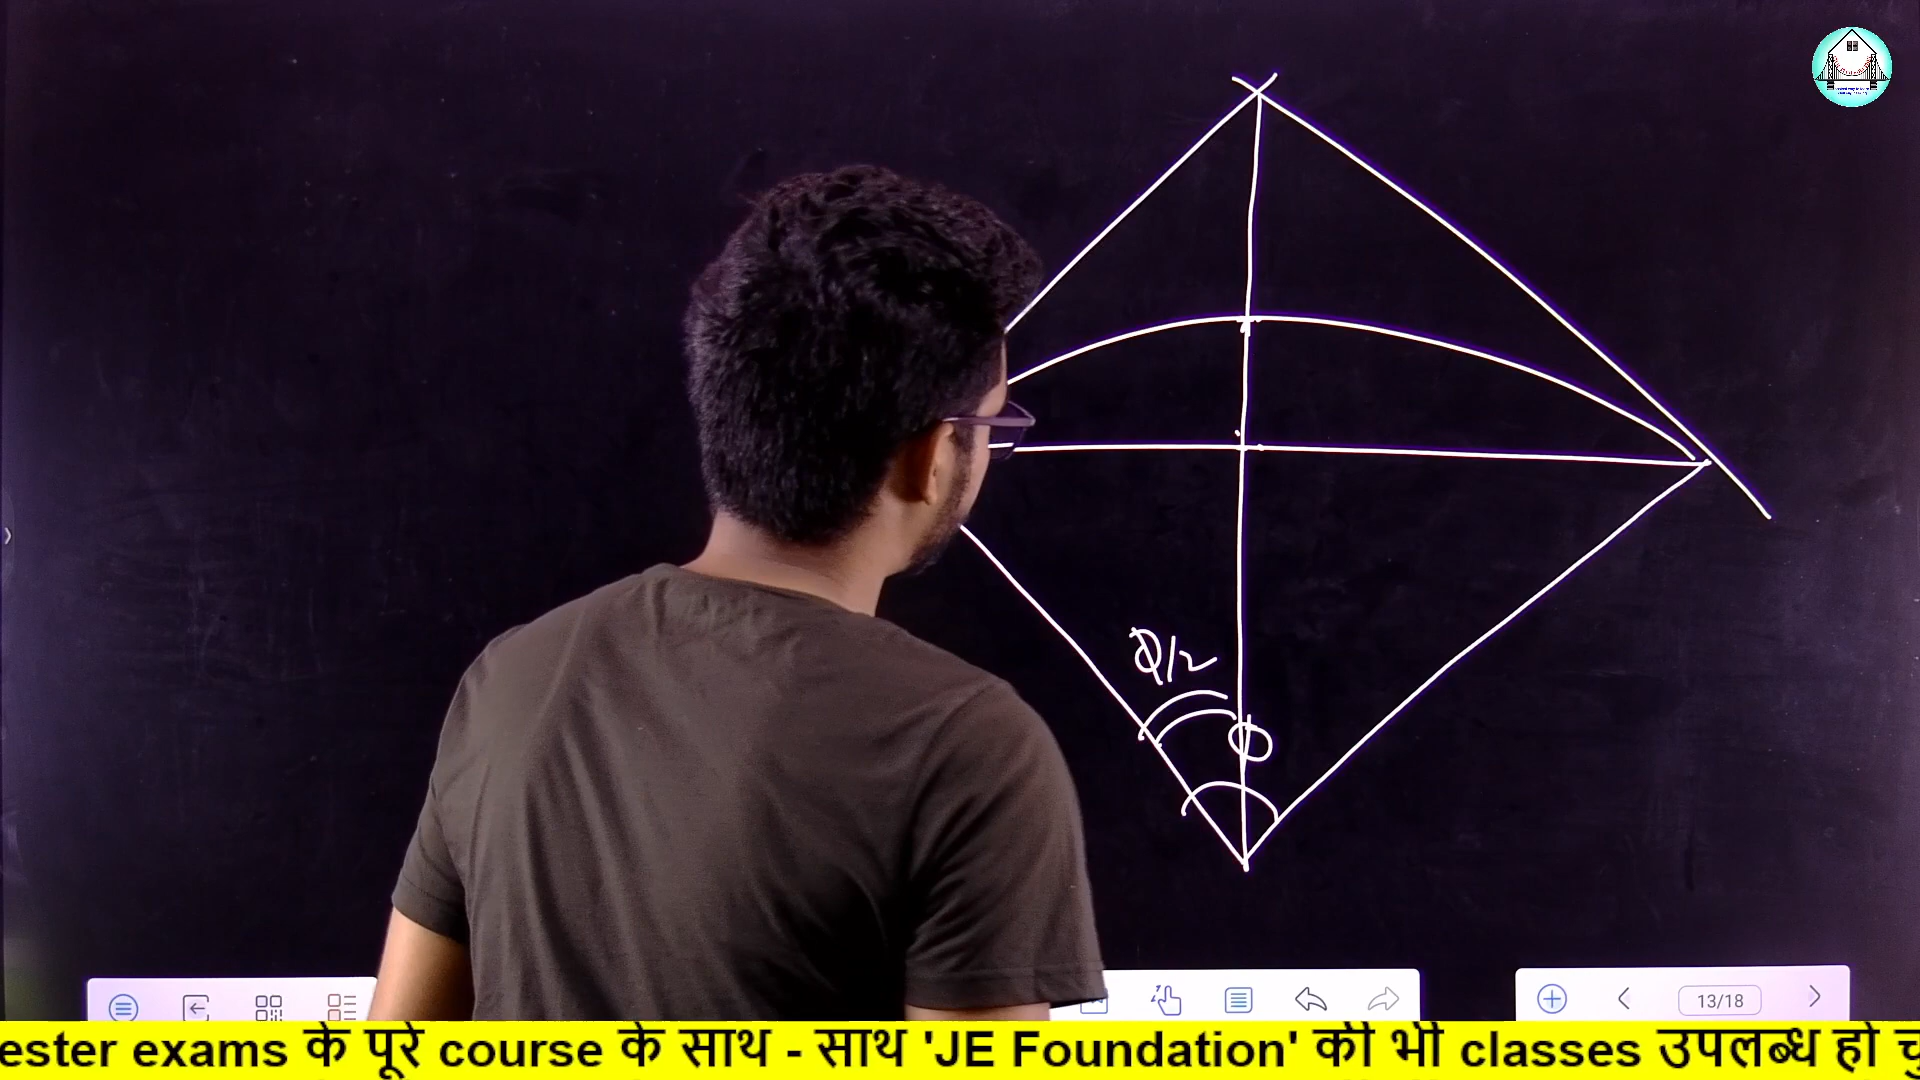 Φ/2
Φ
13/18
ester exams के पूरे course के साथ - साथ 'JE Foundation' की भी classes उपलब्ध हो